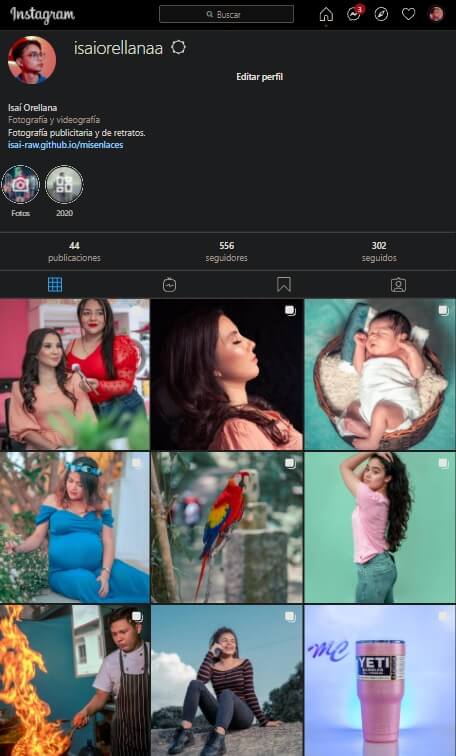 Instagram
Buscar
3
isaiorellanaa
Editar perfil
Isaí Orellana
Fotografía y videografía
Fotografía publicitaria y de retratos.
isai-raw.github.io/misenlaces
Fotos
2020
44
publicaciones
556
seguidores
302
seguidos
MC
YETI
RAMBLER